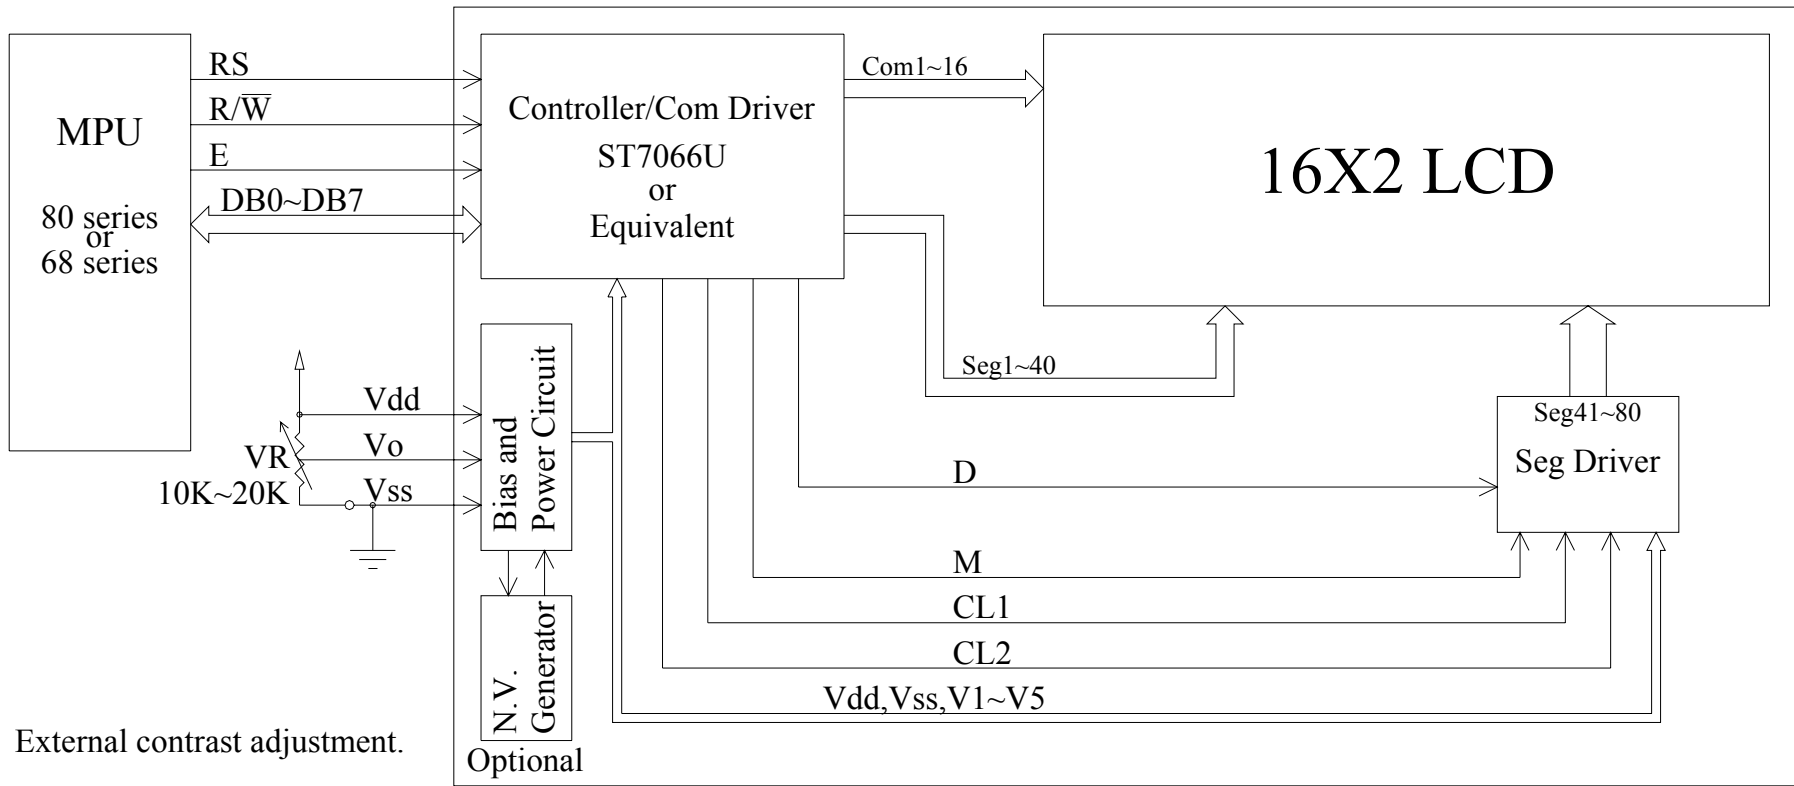 MPU
80 series
or
68 series
RS
R/W̅
E
DB0~DB7
Controller/Com Driver
ST7066U
or
Equivalent
Com1~16
16X2 LCD
Seg1~40
Seg41~80
Seg Driver
Vdd
Vo
Vss
VR
10K~20K
Bias and
Power Circuit
N.V.
Generator
Optional
D
M
CL1
CL2
Vdd,Vss,V1~V5
External contrast adjustment.